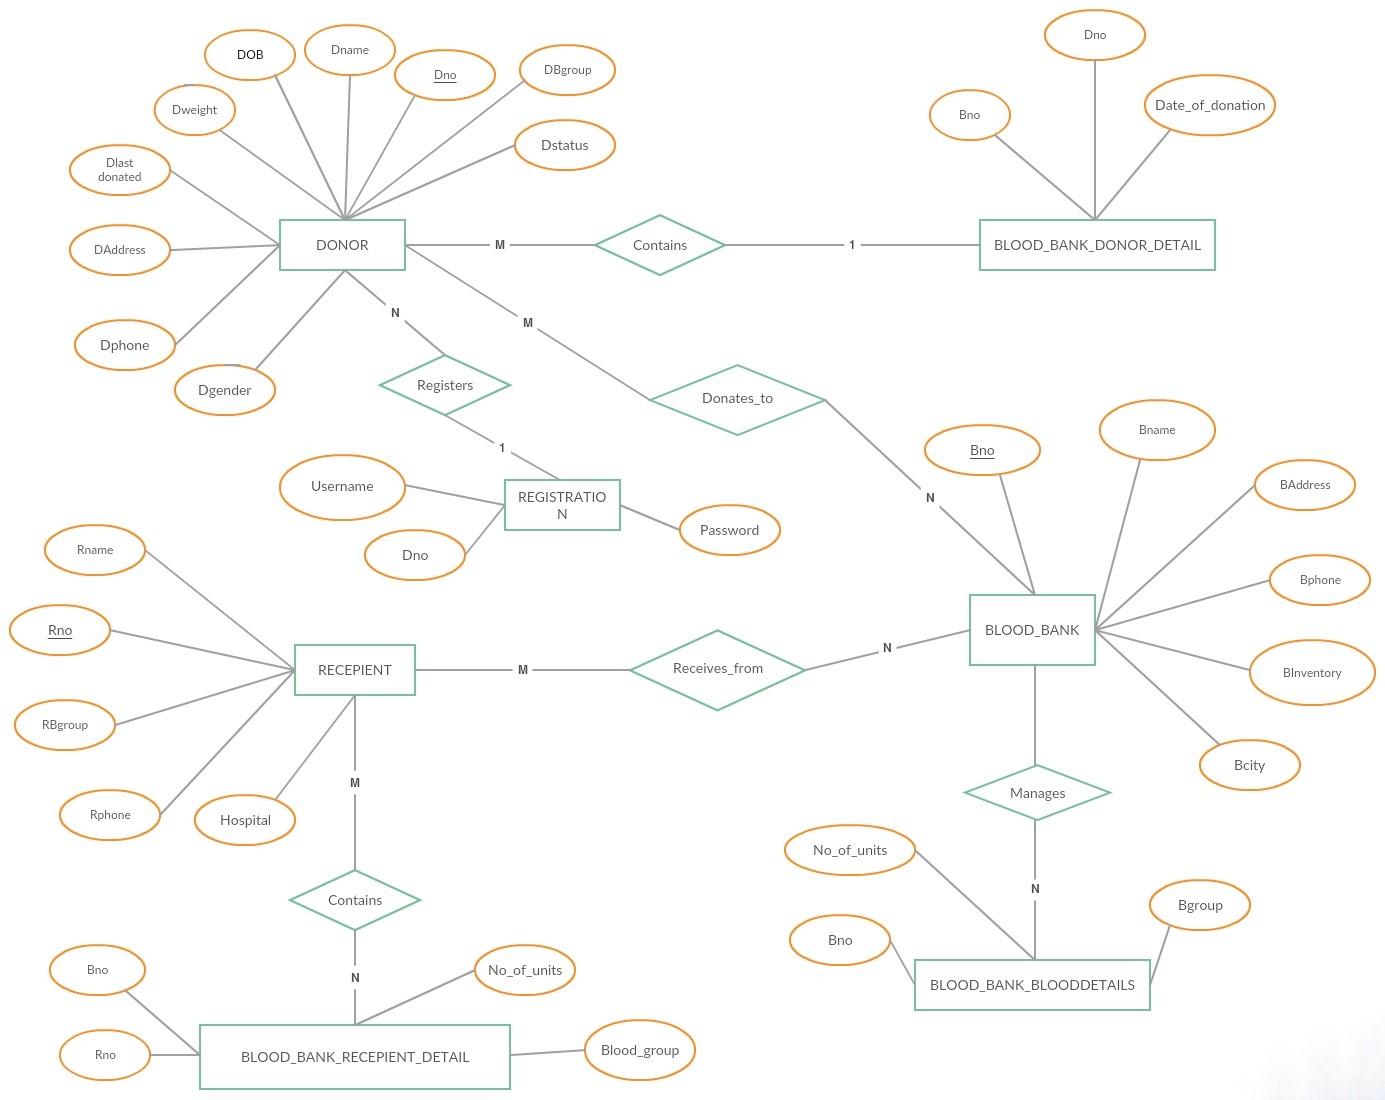 Dno
DOB
Dname
Dno
DBgroup
Dweight
Bno
Date_of_donation
Dstatus
Dlast
donated
DAddress
DONOR
M
Contains
1
BLOOD_BANK_DONOR_DETAIL
N
M
Dphone
Dgender
Registers
Donates_to
1
Bno
Bname
BAddress
Username
REGISTRATIO
N
N
Password
Dno
Rname
Bphone
Rno
BLOOD_BANK
RECEPIENT
M
Receives_from
N
BInventory
RBgroup
Bcity
M
Manages
Rphone
Hospital
No_of_units
N
Contains
Bgroup
Bno
Bno
N
No_of_units
BLOOD_BANK_BLOODDETAILS
Rno
BLOOD_BANK_RECEPIENT_DETAIL
Blood_group